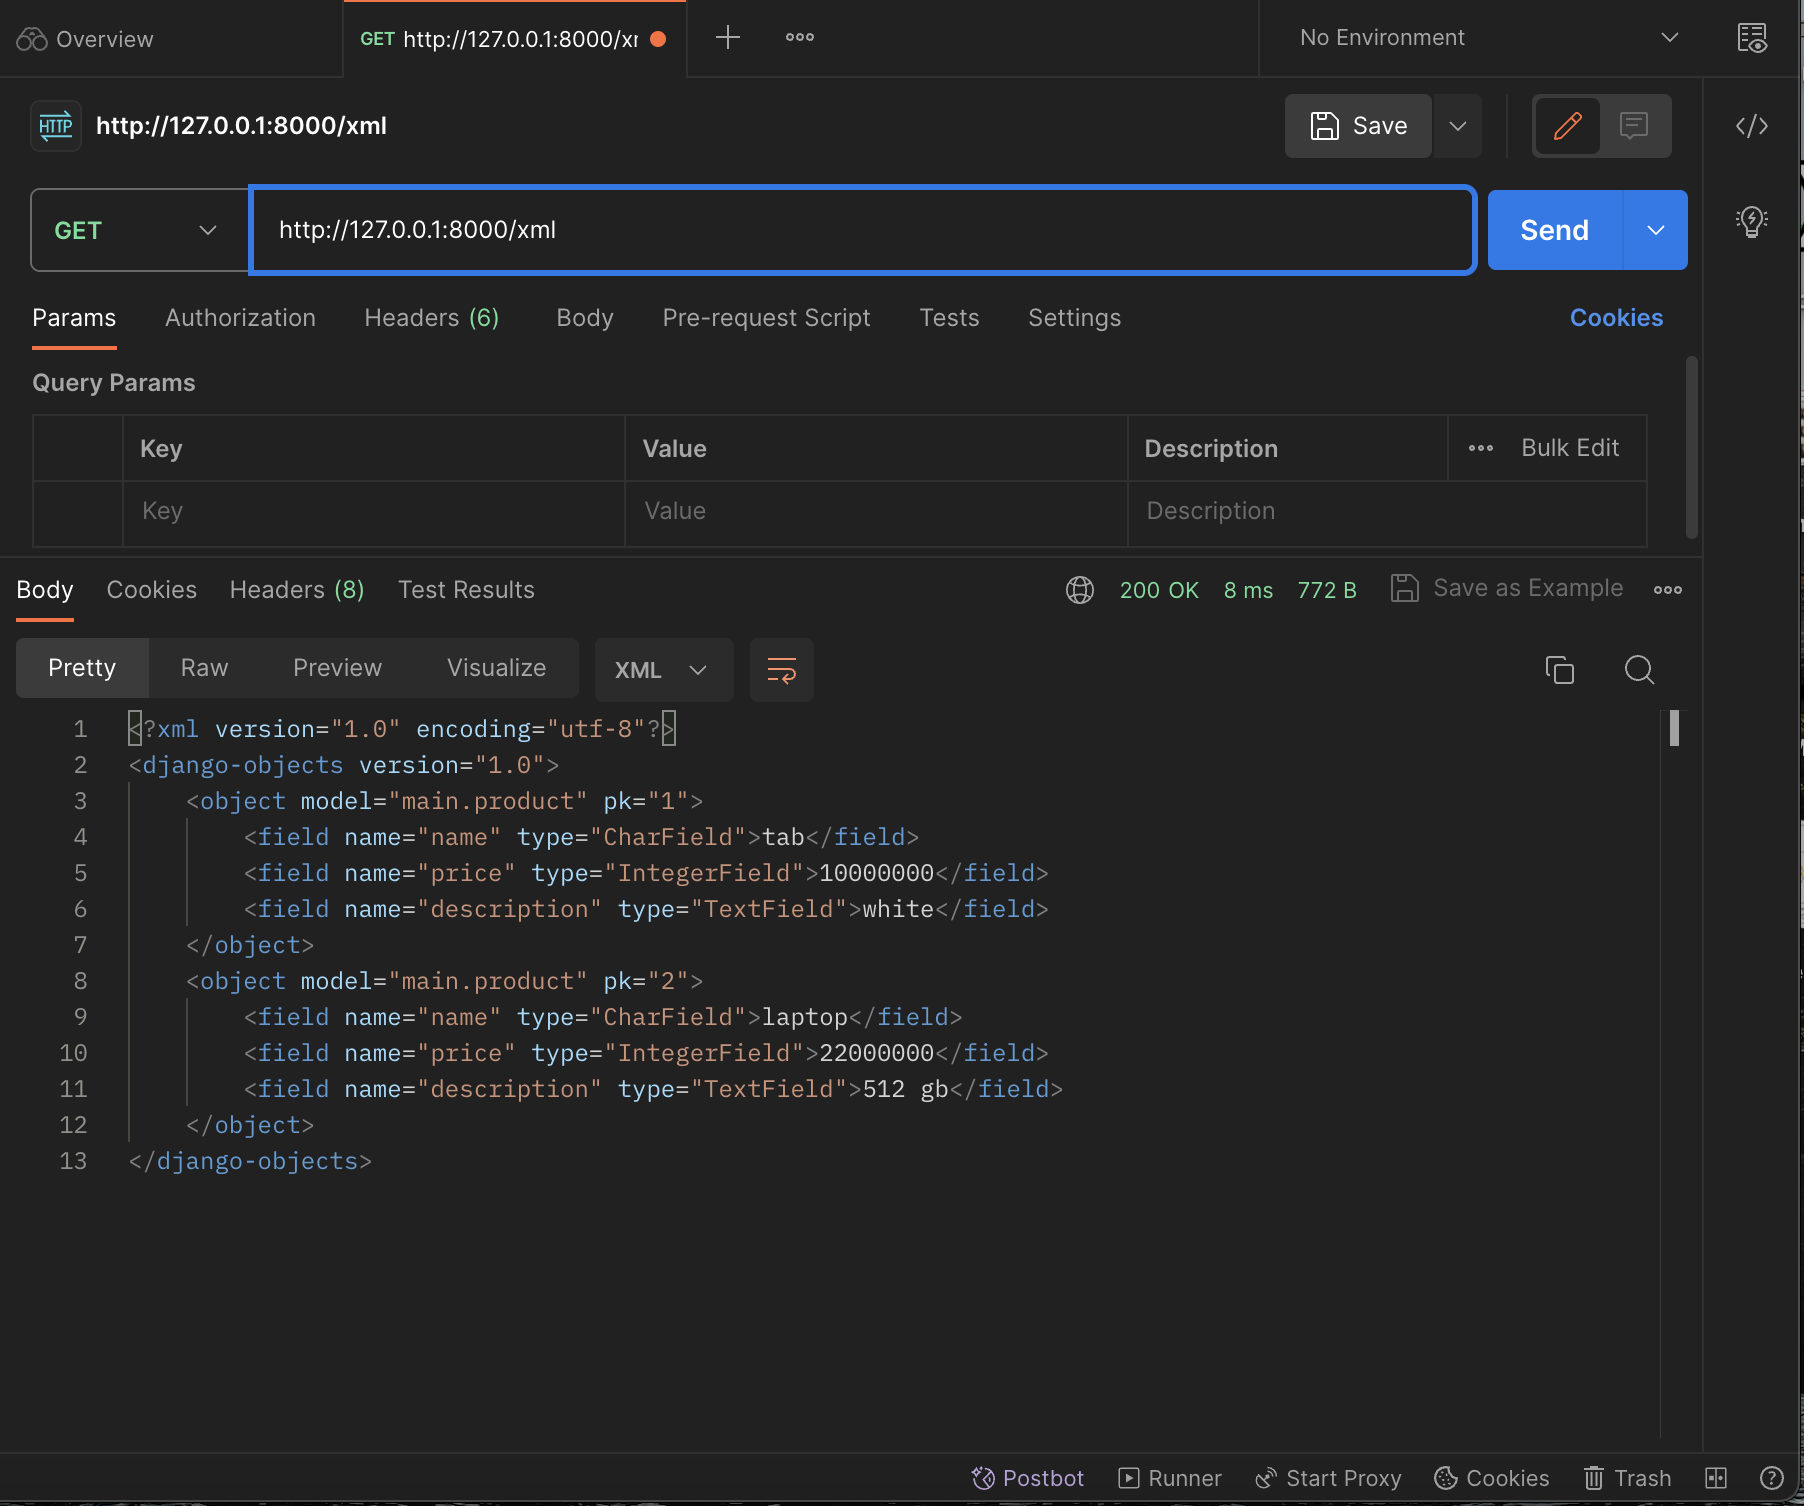 Overview
GET http://127.0.0.1:8000/xr
No Environment
HTTP http://127.0.0.1:8000/xml
Save
GET http://127.0.0.1:8000/xml Send
Params Authorization Headers (6) Body Pre-request Script Tests Settings Cookies
Query Params
Key Value Description Bulk Edit
Key Value Description
Body Cookies Headers (8) Test Results 200 OK 8 ms 772 B Save as Example
Pretty Raw Preview Visualize XML
1 <?xml version="1.0" encoding="utf-8"?>
2 <django-objects version="1.0">
3 <object model="main.product" pk="1">
4 <field name="name" type="CharField">tab</field>
5 <field name="price" type="IntegerField">10000000</field>
6 <field name="description" type="TextField">white</field>
7 </object>
8 <object model="main.product" pk="2">
9 <field name="name" type="CharField">laptop</field>
10 <field name="price" type="IntegerField">22000000</field>
11 <field name="description" type="TextField">512 gb</field>
12 </object>
13 </django-objects>
Postbot Runner Start Proxy Cookies Trash